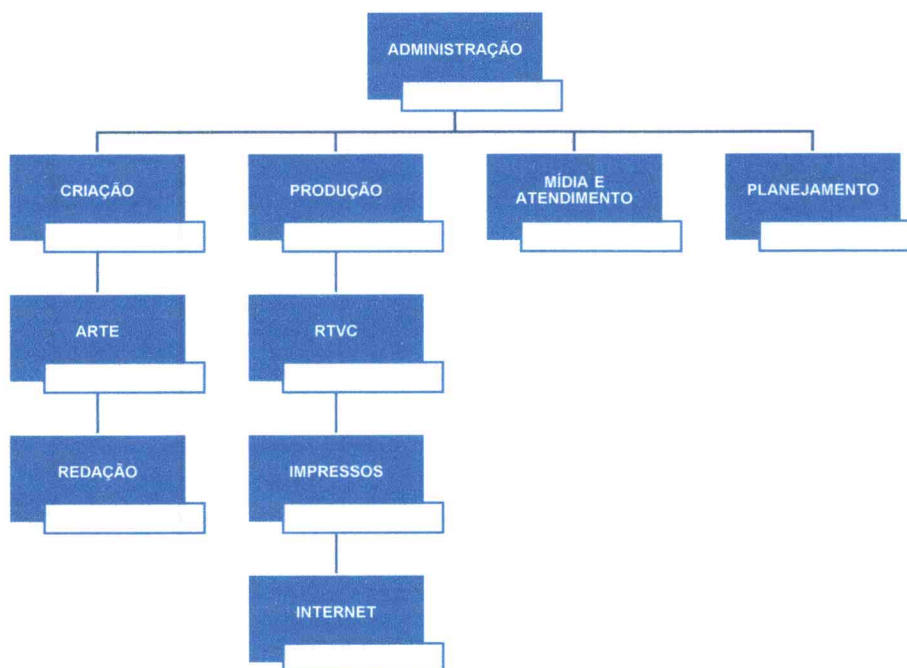 ADMINISTRAÇÃO
CRIAÇÃO
PRODUÇÃO
MÍDIA E
ATENDIMENTO
PLANEJAMENTO
ARTE
RTVC
REDAÇÃO
IMPRESSOS
INTERNET